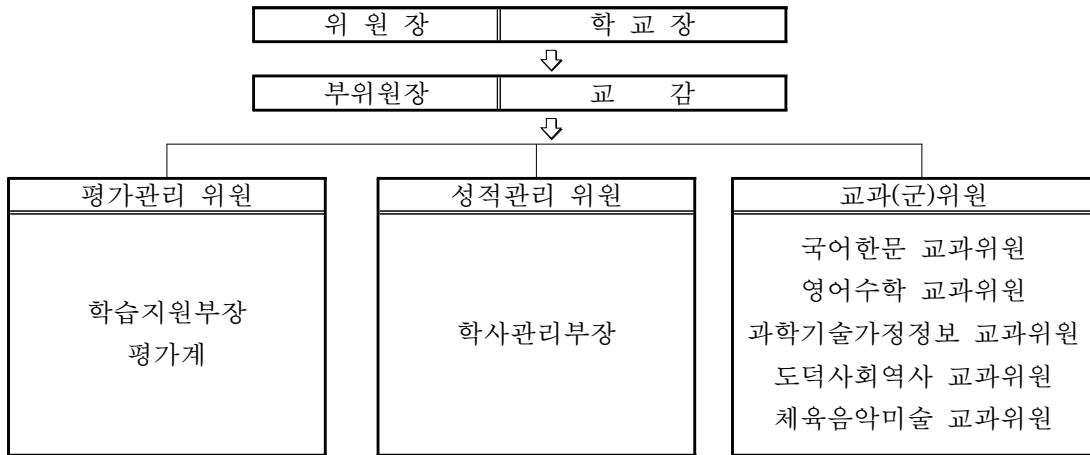 위 원 장 학 교 장
부위원장 교 감
평가관리 위원
학습지원부장
평가계
성적관리 위원
학사관리부장
교과(군)위원
국어한문 교과위원
영어수학 교과위원
과학기술가정정보 교과위원
도덕사회역사 교과위원
체육음악미술 교과위원